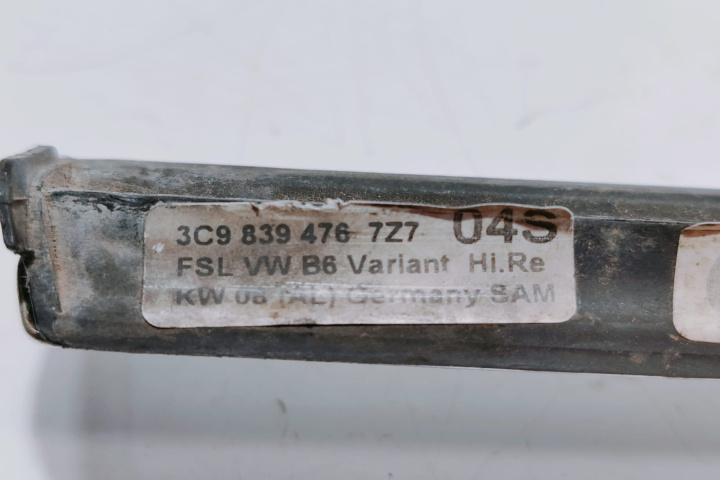 3C9 839 476 7Z7 04S
FSL VW B6 Variant Hi.Re
KW 08 (AL) Germany SAM